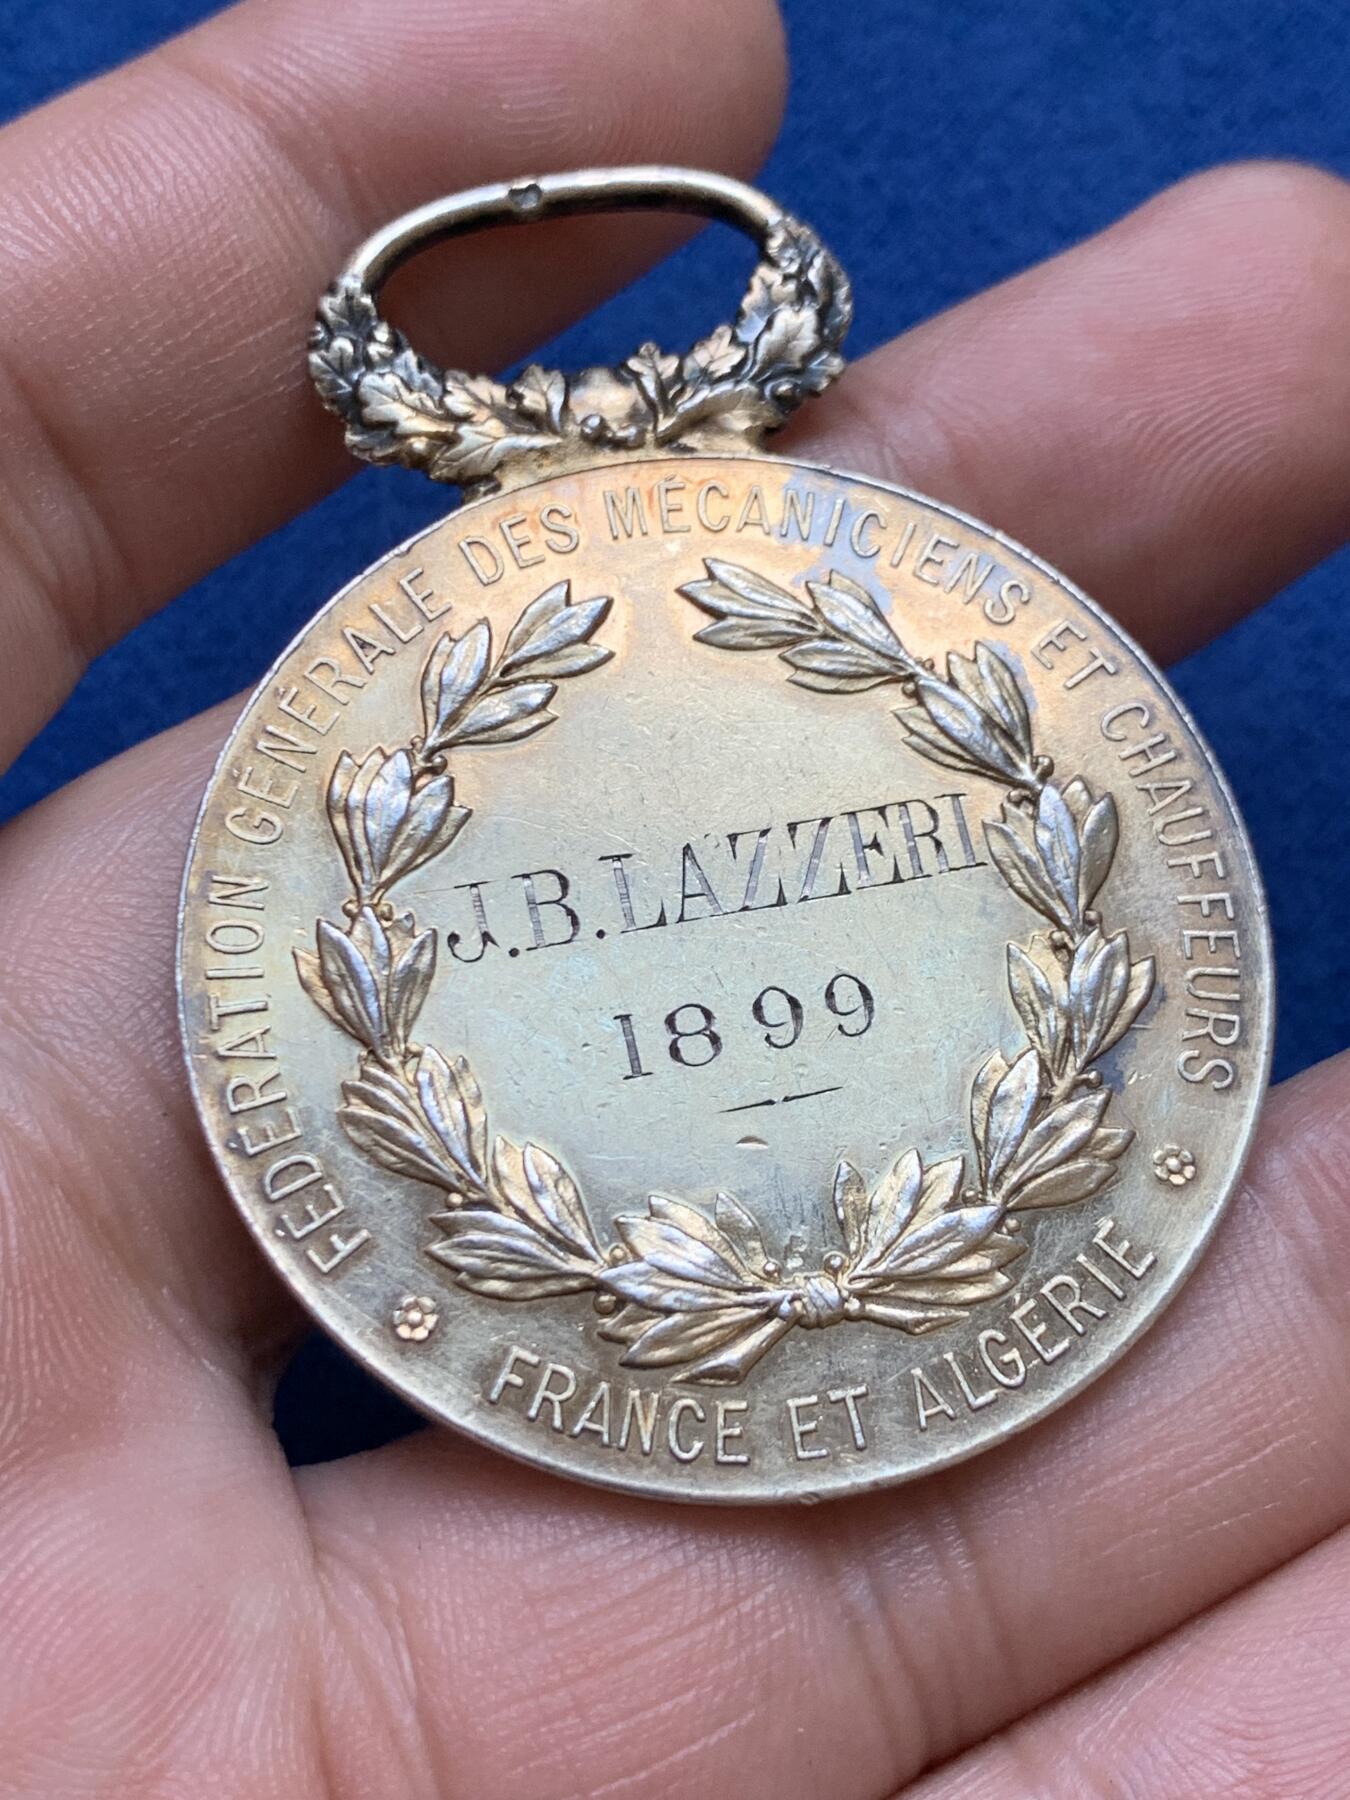 FÉDÉRATION GÉNÉRALE DES MÉCANICIENS ET CHAUFFEURS
J.B. LAZZERI
1899
FRANCE ET ALGÉRIE